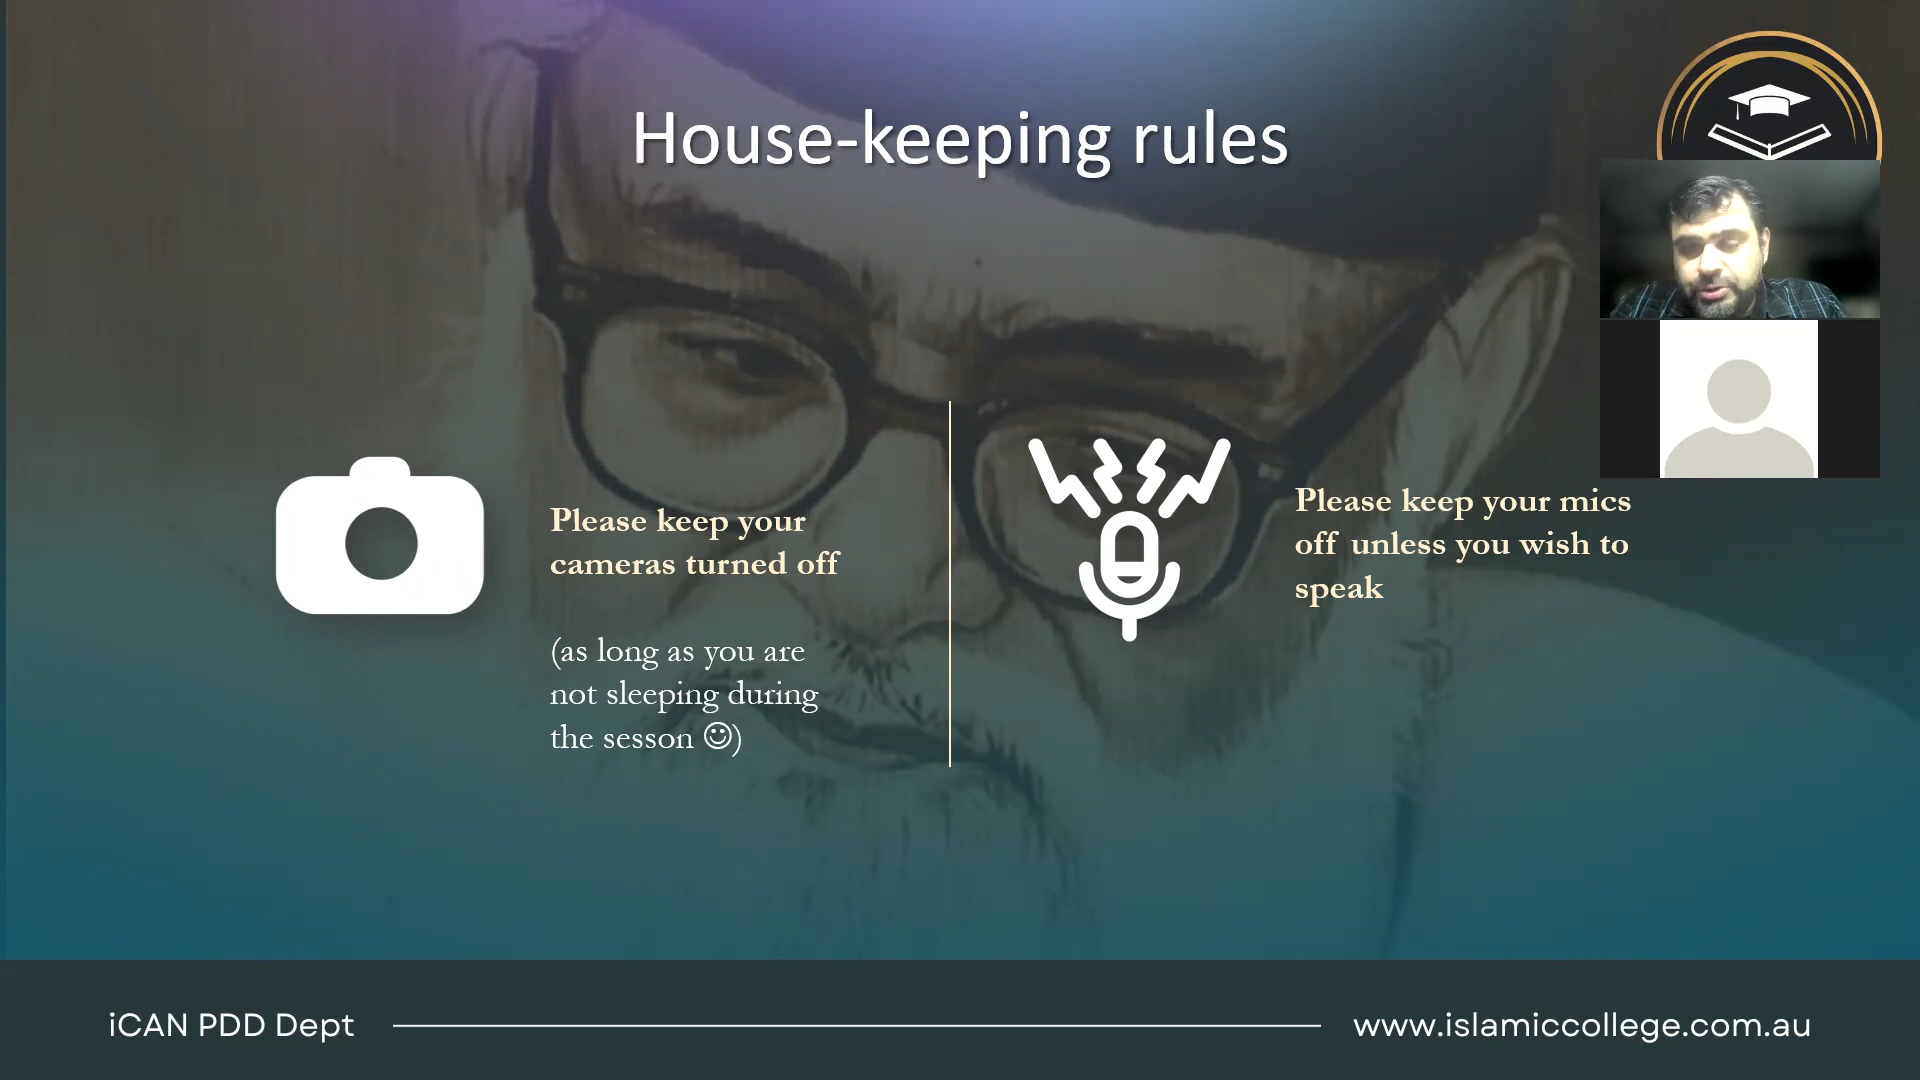 House-keeping rules
Please keep your
cameras turned off
(as long as you are
not sleeping during
the sesson ☺)
Please keep your mics
off unless you wish to
speak
iCAN PDD Dept
www.islamiccollege.com.au